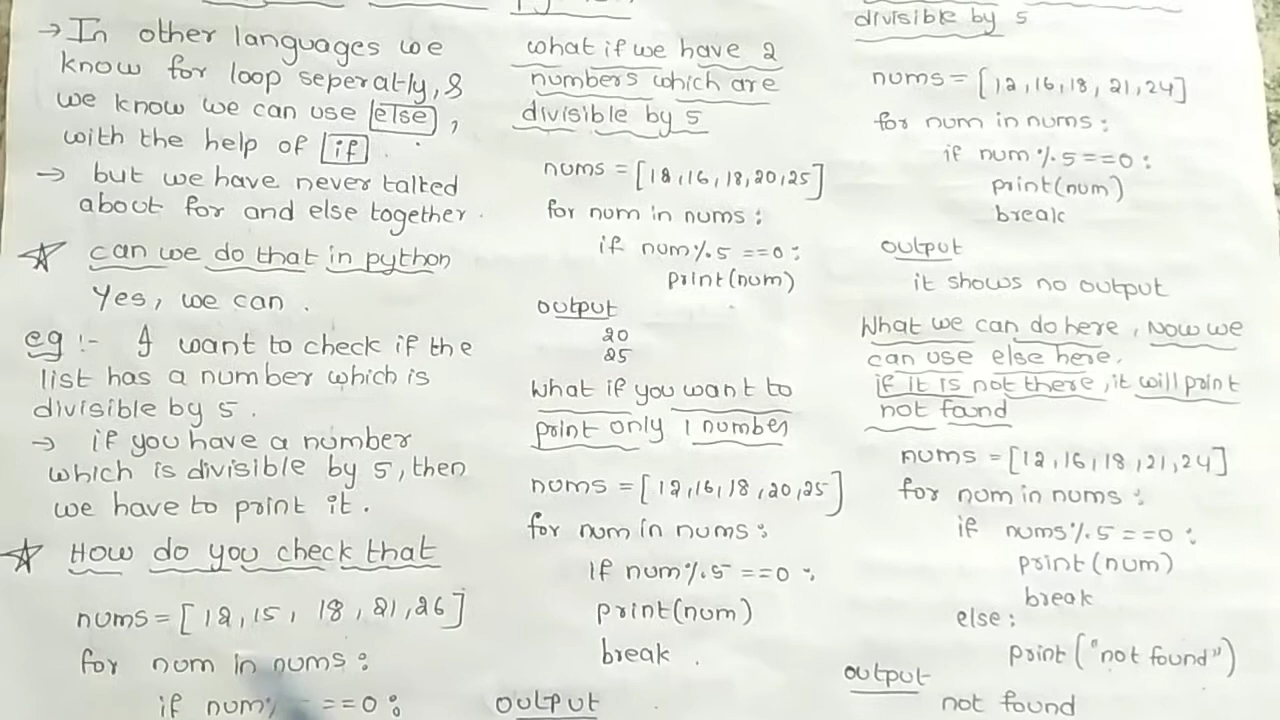 → In other languages we
know for loop seperatly, &
we know we can use else,
with the help of if.
→ but we have never talked
about for and else together.
☆ can we do that in python
Yes, we can.
eg :- I want to check if the
list has a number which is
divisible by 5.
→ if you have a number
which is divisible by 5, then
we have to print it.
☆ How do you check that
nums = [12, 15, 18, 21, 26]
for num in nums:
if num% ==0:
what if we have 2
numbers which are
divisible by 5
nums = [18,16,18,20,25]
for num in nums:
if num%5 ==0:
print(num)
output
20
25
What if you want to
print only 1 number
nums = [12,16,18,20,25]
for num in nums:
If num%5 ==0:
print(num)
break.
output
divisible by 5
nums = [12,16,18,21,24]
for num in nums:
if num%5==0:
print(num)
break
output
it shows no output
What we can do here, Now we
can use else here.
if it is not there, it will print
not found
nums = [12,16,18,21,24]
for num in nums:
if nums%5==0:
print(num)
break
else:
print("not found")
output
not found